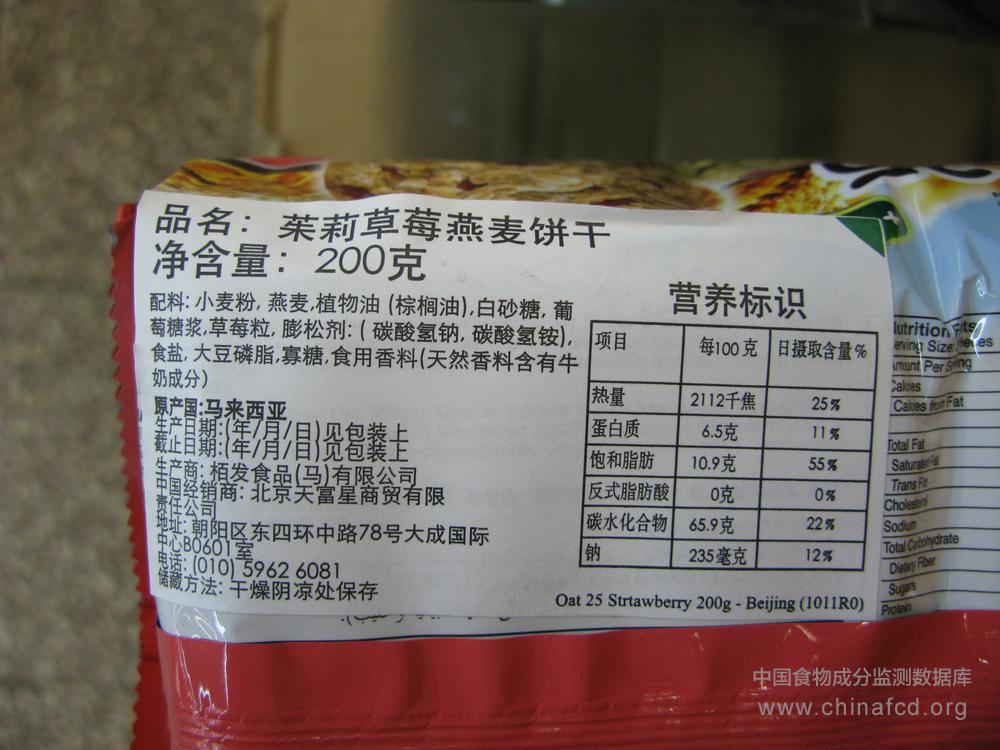 品名：茱莉草莓燕麦饼干
净含量：200克
配料: 小麦粉, 燕麦,植物油 (棕榈油),白砂糖, 葡
萄糖浆,草莓粒, 膨松剂: ( 碳酸氢钠, 碳酸氢铵),
食盐, 大豆磷脂,寡糖,食用香料(天然香料含有牛
奶成分)
原产国:马来西亚
生产日期:(年/月/日)见包装上
截止日期:(年/月/日)见包装上
生产商: 栢发食品(马)有限公司
中国经销商: 北京天富星商贸有限
责任公司
地址: 朝阳区东四环中路78号大成国际
中心B0601室
电话: (010) 5962 6081
储藏方法: 干燥阴凉处保存
营养标识
项目 每100克 日摄取含量%
热量 2112千焦 25%
蛋白质 6.5克 11%
饱和脂肪 10.9克 55%
反式脂肪酸 0克 0%
碳水化合物 65.9克 22%
钠 235毫克 12%
Oat 25 Strtawberry 200g - Beijing (1011R0)
Amount Per
Calories from Fat
Total Fat
Saturated Fat
Trans Fat
Cholesterol
Sodium
Total Carbohydrate
Dietary Fiber
Sugars
Protein
中国食物成分监测数据库
www.chinafcd.org